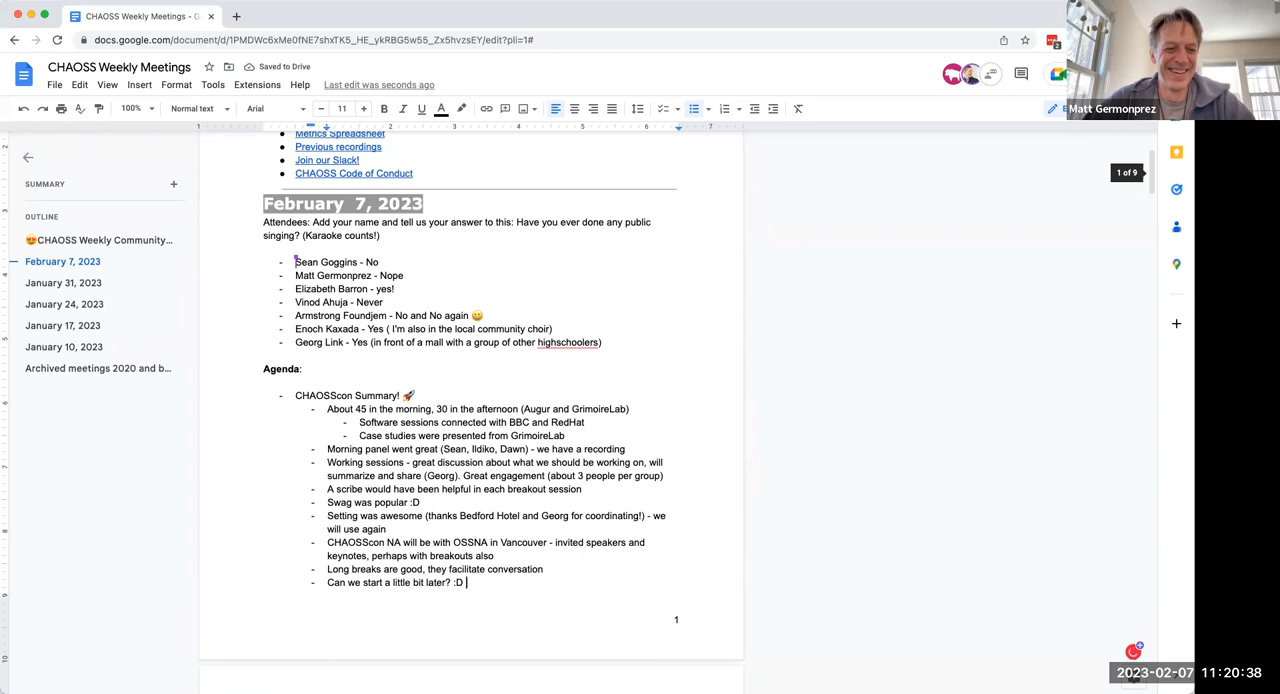 CHAOSS Weekly Meetings - G
docs.google.com/document/d/1PMDWc6xMe0fNE7shxTK5_HE_ykRBG5w55_Zx5hvzsEY/edit?pli=1#
2
CHAOSS Weekly Meetings
Saved to Drive
File Edit View Insert Format Tools Extensions Help Last edit was seconds ago
Matt Germonprez
100% Normal text Arial 11
1 1 2 3 4 5 6 7
Metrics Spreadsheet
Previous recordings
Join our Slack!
CHAOSS Code of Conduct
1 of 9
SUMMARY
OUTLINE
😍CHAOSS Weekly Community...
February 7, 2023
January 31, 2023
January 24, 2023
January 17, 2023
January 10, 2023
Archived meetings 2020 and b...
February 7, 2023
Attendees: Add your name and tell us your answer to this: Have you ever done any public
singing? (Karaoke counts!)
- Sean Goggins - No
- Matt Germonprez - Nope
- Elizabeth Barron - yes!
- Vinod Ahuja - Never
- Armstrong Foundjem - No and No again 😄
- Enoch Kaxada - Yes ( I'm also in the local community choir)
- Georg Link - Yes (in front of a mall with a group of other highschoolers)
Agenda:
- CHAOSScon Summary! 🚀
- About 45 in the morning, 30 in the afternoon (Augur and GrimoireLab)
- Software sessions connected with BBC and RedHat
- Case studies were presented from GrimoireLab
- Morning panel went great (Sean, Ildiko, Dawn) - we have a recording
- Working sessions - great discussion about what we should be working on, will
summarize and share (Georg). Great engagement (about 3 people per group)
- A scribe would have been helpful in each breakout session
- Swag was popular :D
- Setting was awesome (thanks Bedford Hotel and Georg for coordinating!) - we
will use again
- CHAOSScon NA will be with OSSNA in Vancouver - invited speakers and
keynotes, perhaps with breakouts also
- Long breaks are good, they facilitate conversation
- Can we start a little bit later? :D
1
2023-02-07 11:20:38